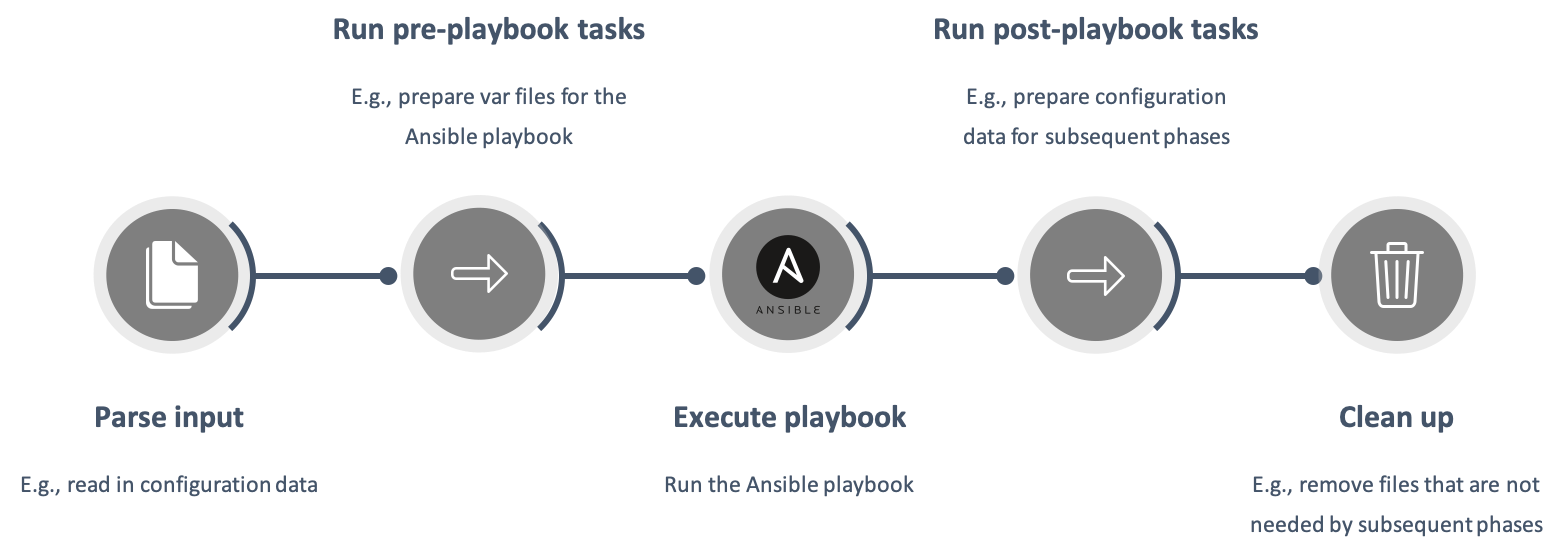 Run pre-playbook tasks
E.g., prepare var files for the
Ansible playbook
Run post-playbook tasks
E.g., prepare configuration
data for subsequent phases
ANSIBLE
Parse input
E.g., read in configuration data
Execute playbook
Run the Ansible playbook
Clean up
E.g., remove files that are not
needed by subsequent phases